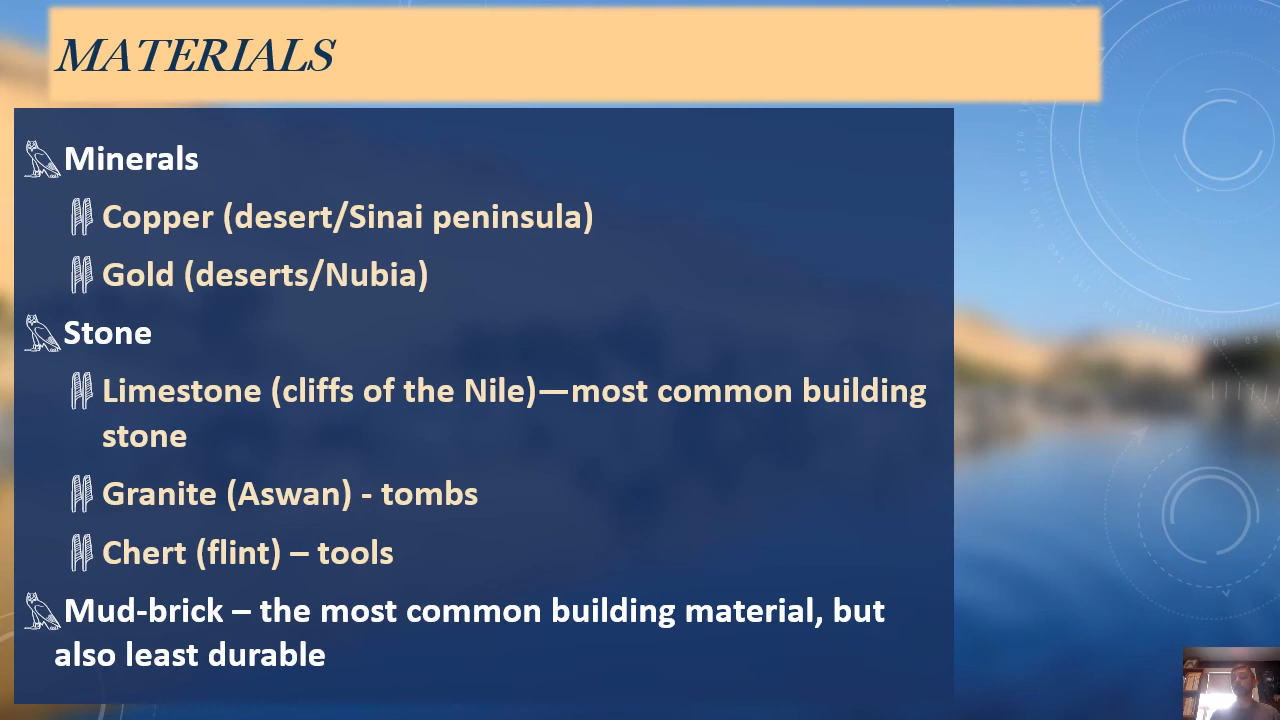 MATERIALS
Minerals
Copper (desert/Sinai peninsula)
Gold (deserts/Nubia)
Stone
Limestone (cliffs of the Nile)—most common building
stone
Granite (Aswan) - tombs
Chert (flint) – tools
Mud-brick – the most common building material, but
also least durable